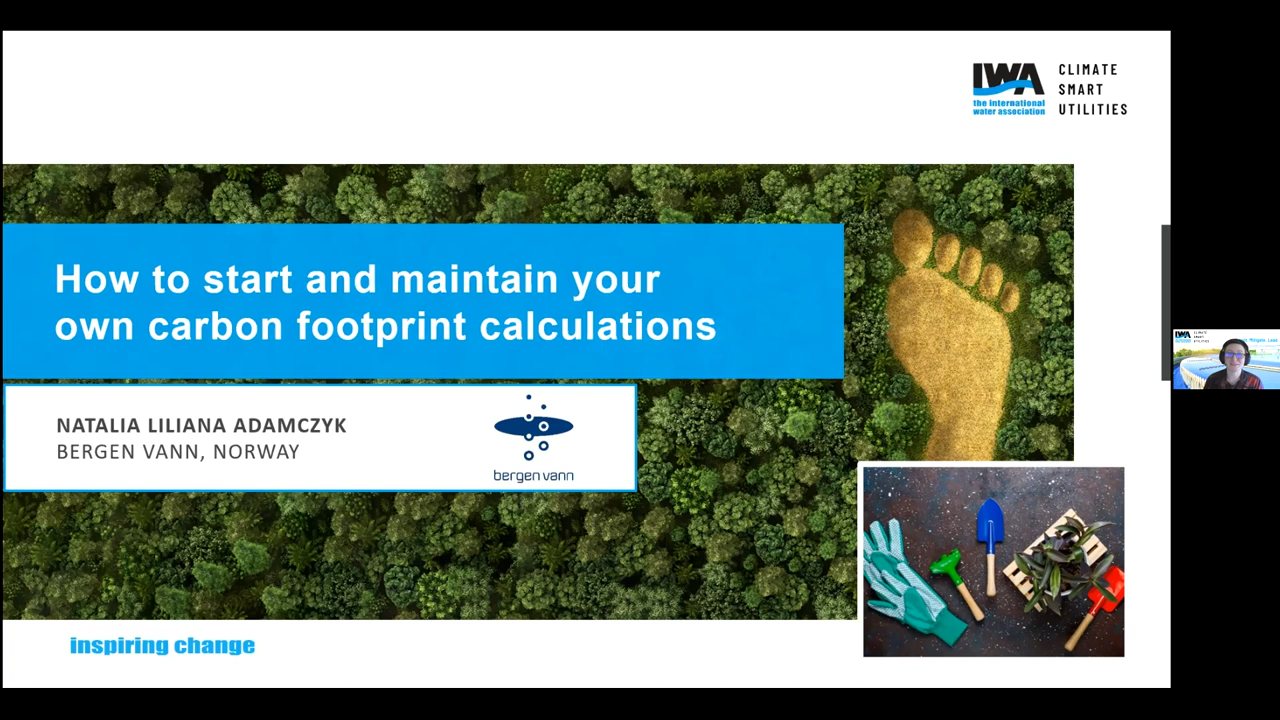 IWA
the international
water association
CLIMATE
SMART
UTILITIES
How to start and maintain your
own carbon footprint calculations
NATALIA LILIANA ADAMCZYK
BERGEN VANN, NORWAY
bergen vann
inspiring change
IWA